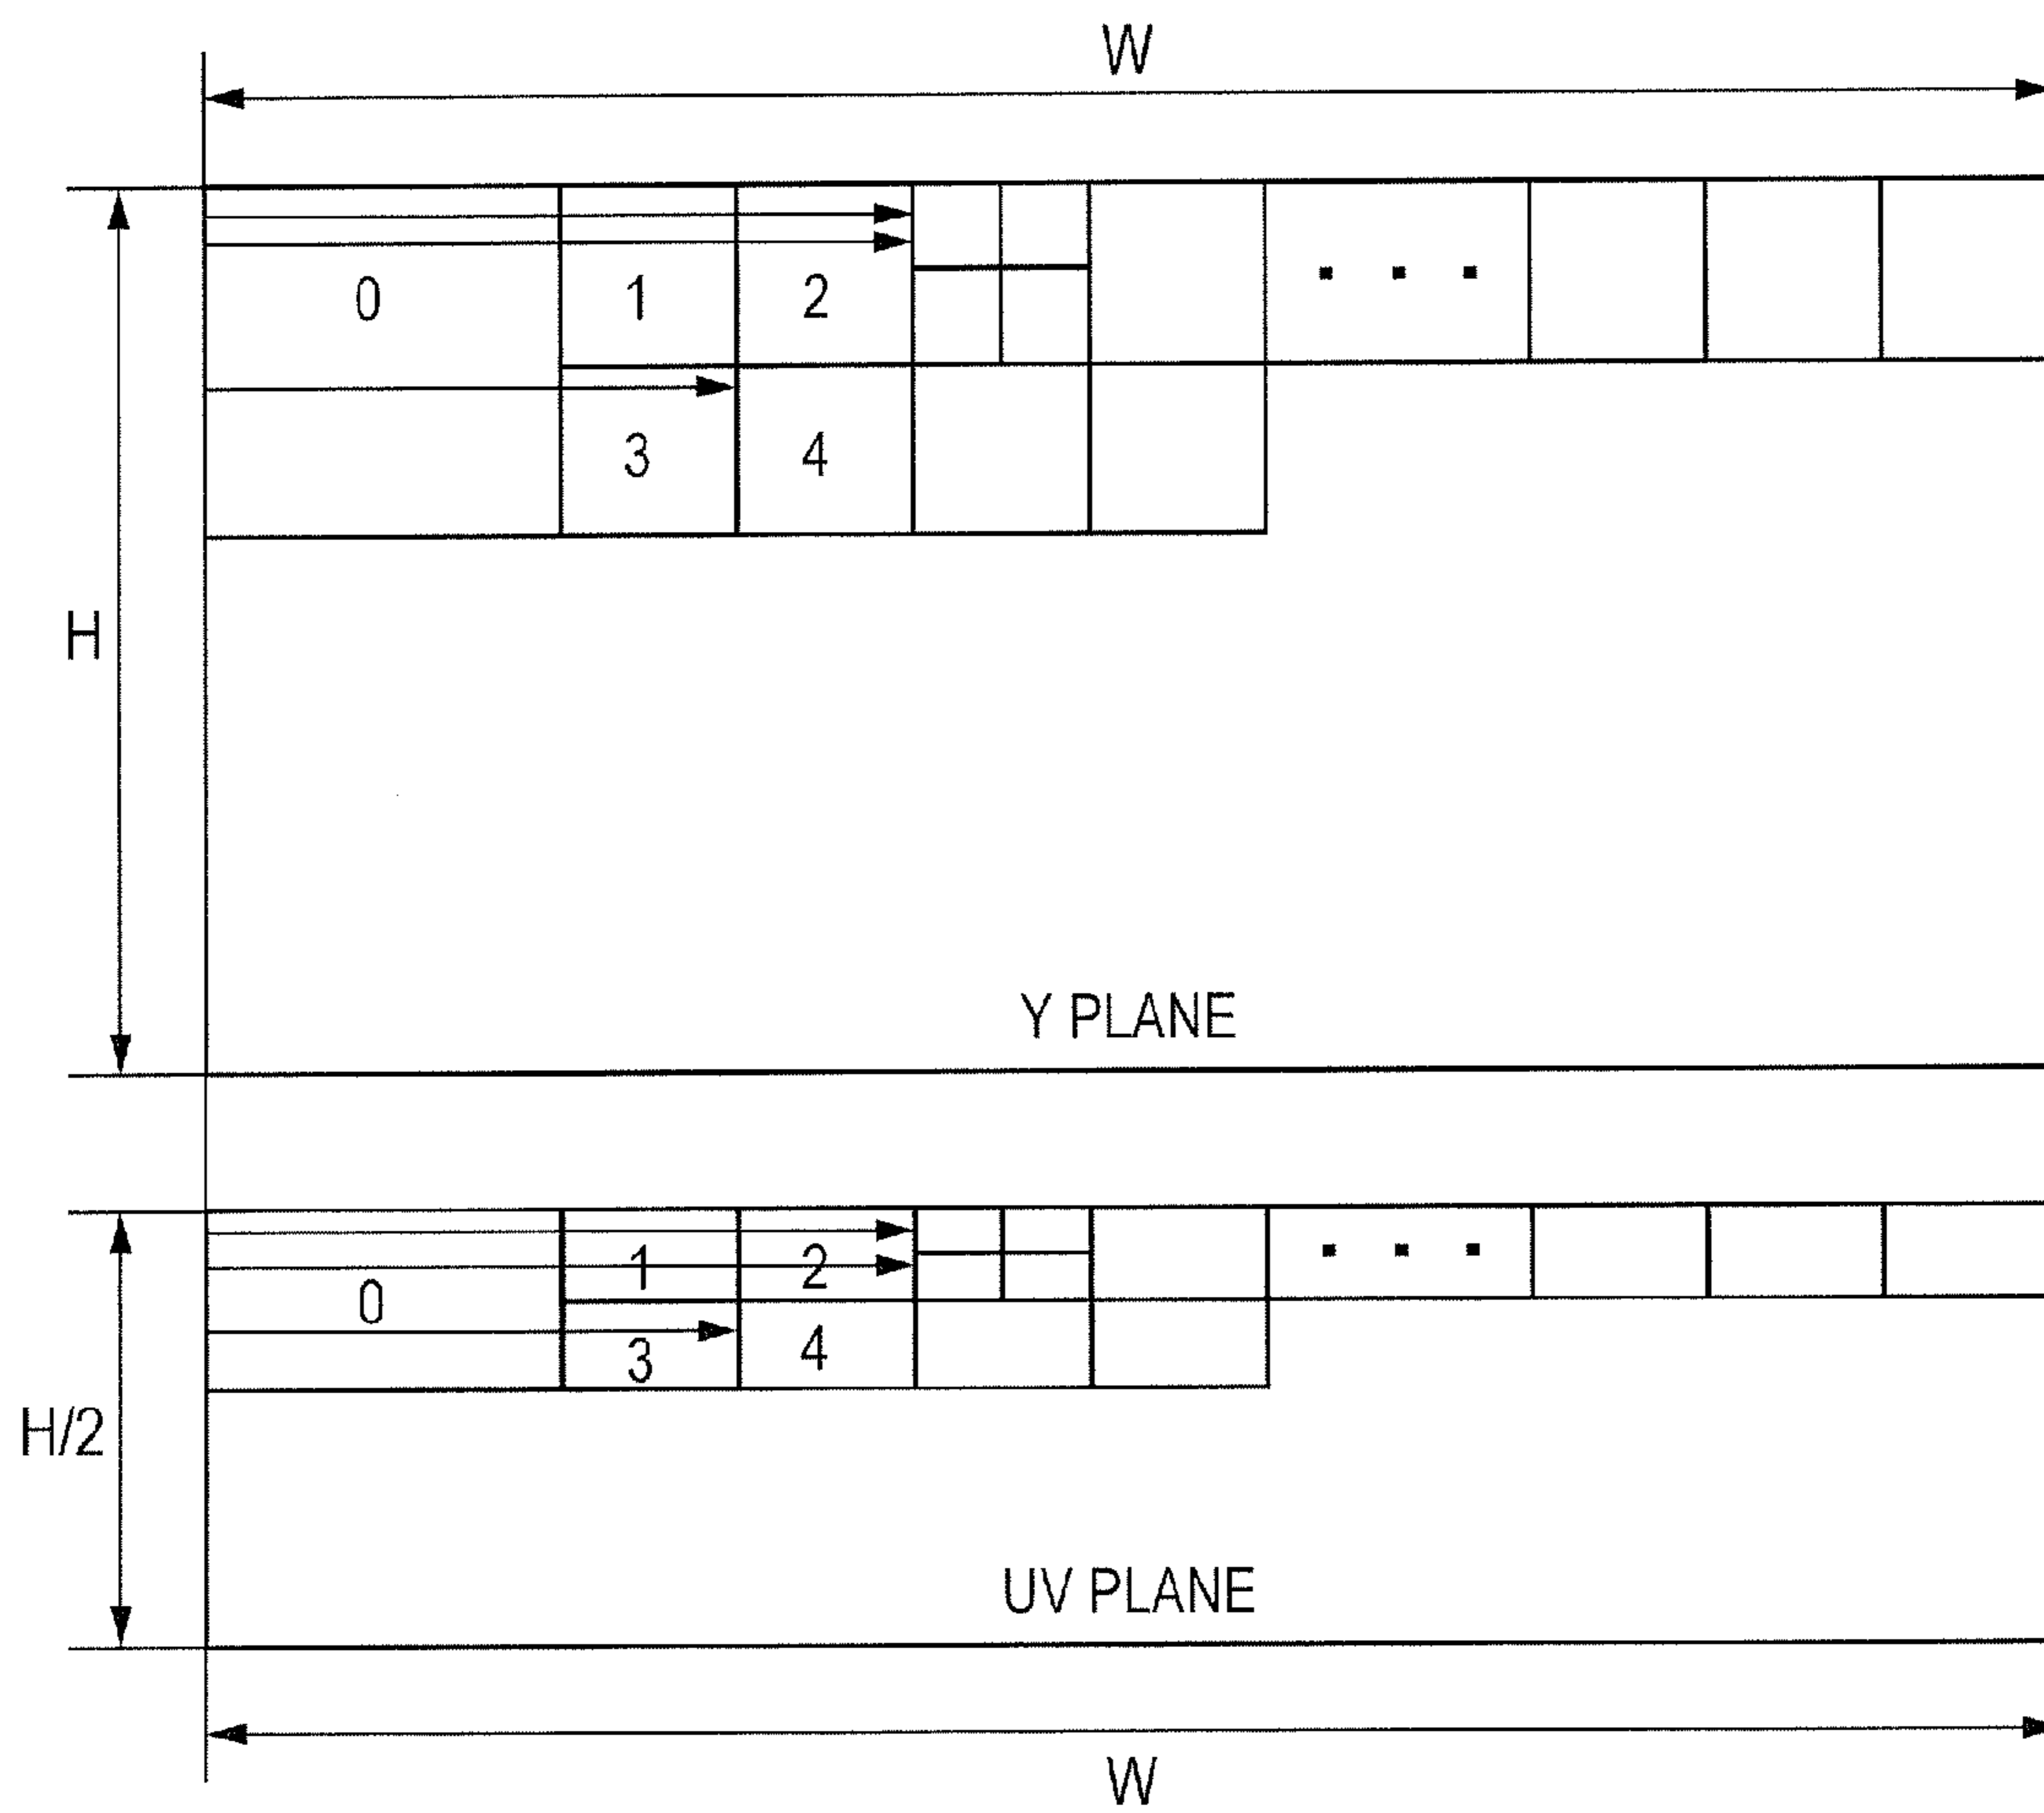 W
0 1 2 . . .
3 4
H
Y PLANE
1 2 . . .
0
3 4
H/2
UV PLANE
W